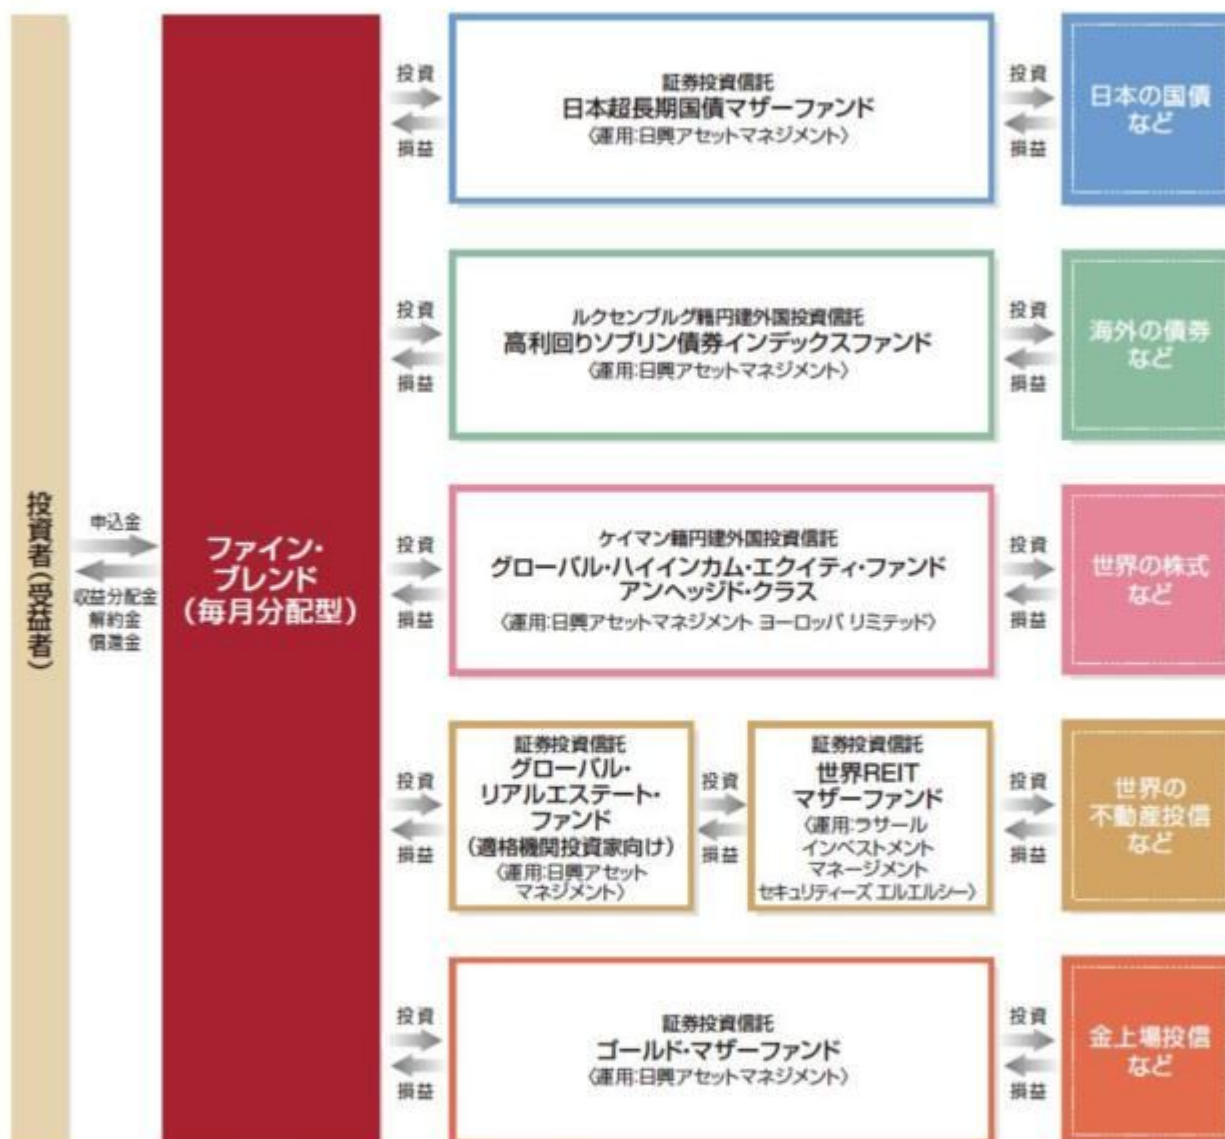 投資者(受益者)
申込金
収益分配金
解約金
償還金
ファイン・
ブレンド
(毎月分配型)
投資
損益
証券投資信託
日本超長期国債マザーファンド
〈運用:日興アセットマネジメント〉
投資
損益
日本の国債
など
投資
損益
ルクセンブルグ籍円建外国投資信託
高利回りソブリン債券インデックスファンド
〈運用:日興アセットマネジメント〉
投資
損益
海外の債券
など
投資
損益
ケイマン籍円建外国投資信託
グローバル・ハイインカム・エクイティ・ファンド
アンヘッジド・クラス
〈運用:日興アセットマネジメント ヨーロッパ リミテッド〉
投資
損益
世界の株式
など
投資
損益
証券投資信託
グローバル・
リアルエステート・
ファンド
(適格機関投資家向け)
〈運用:日興アセット
マネジメント〉
投資
損益
証券投資信託
世界REIT
マザーファンド
〈運用:ラサール
インベストメント
マネージメント
セキュリティーズ エルエルシー〉
投資
損益
世界の
不動産投信
など
投資
損益
証券投資信託
ゴールド・マザーファンド
〈運用:日興アセットマネジメント〉
投資
損益
金上場投信
など